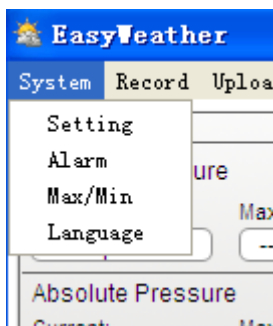 EasyWeather
System Record Uploa
Setting
Alarm
ure
Max/Min
Max
Language
--
Absolute Pressure